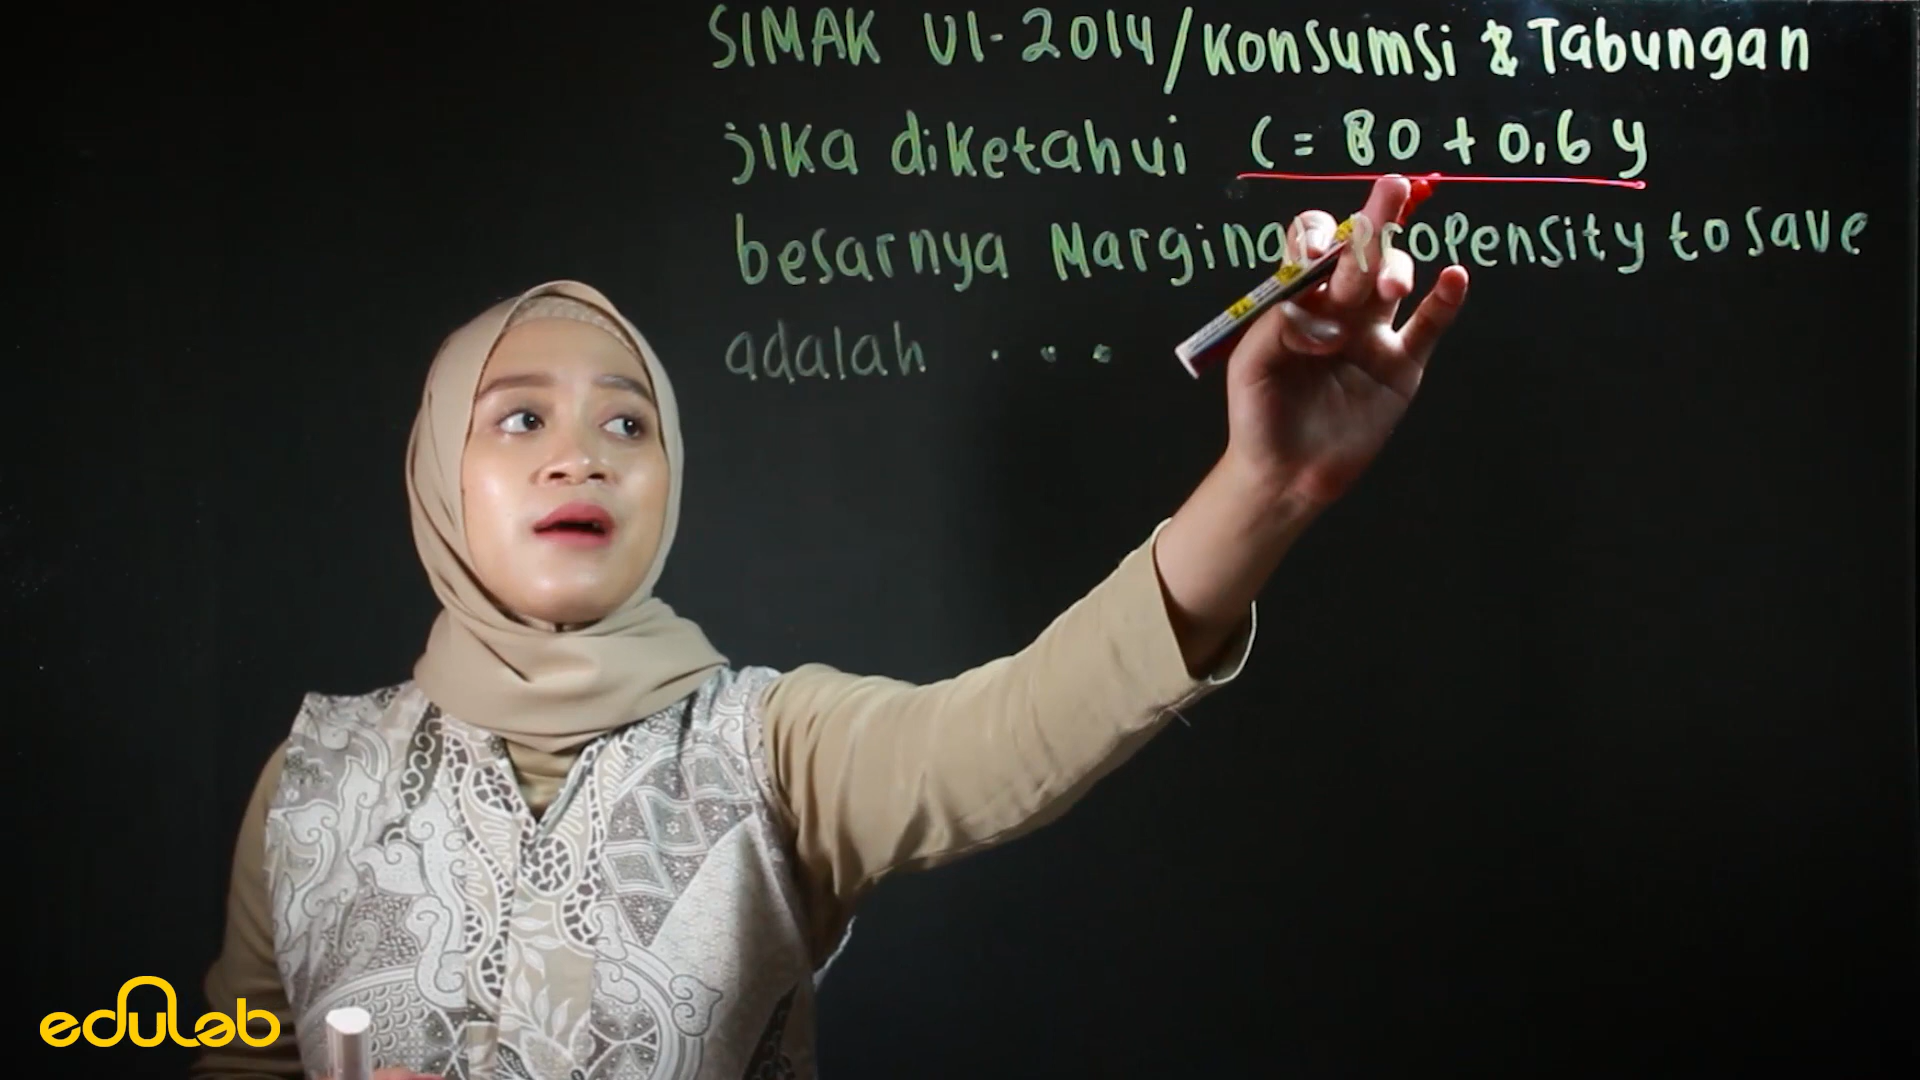 SIMAK UI-2014/Konsumsi & Tabungan
jika diketahui C = 80 + 0,6 y
besarnya Marginal Propensity to save
adalah . . .
edulab